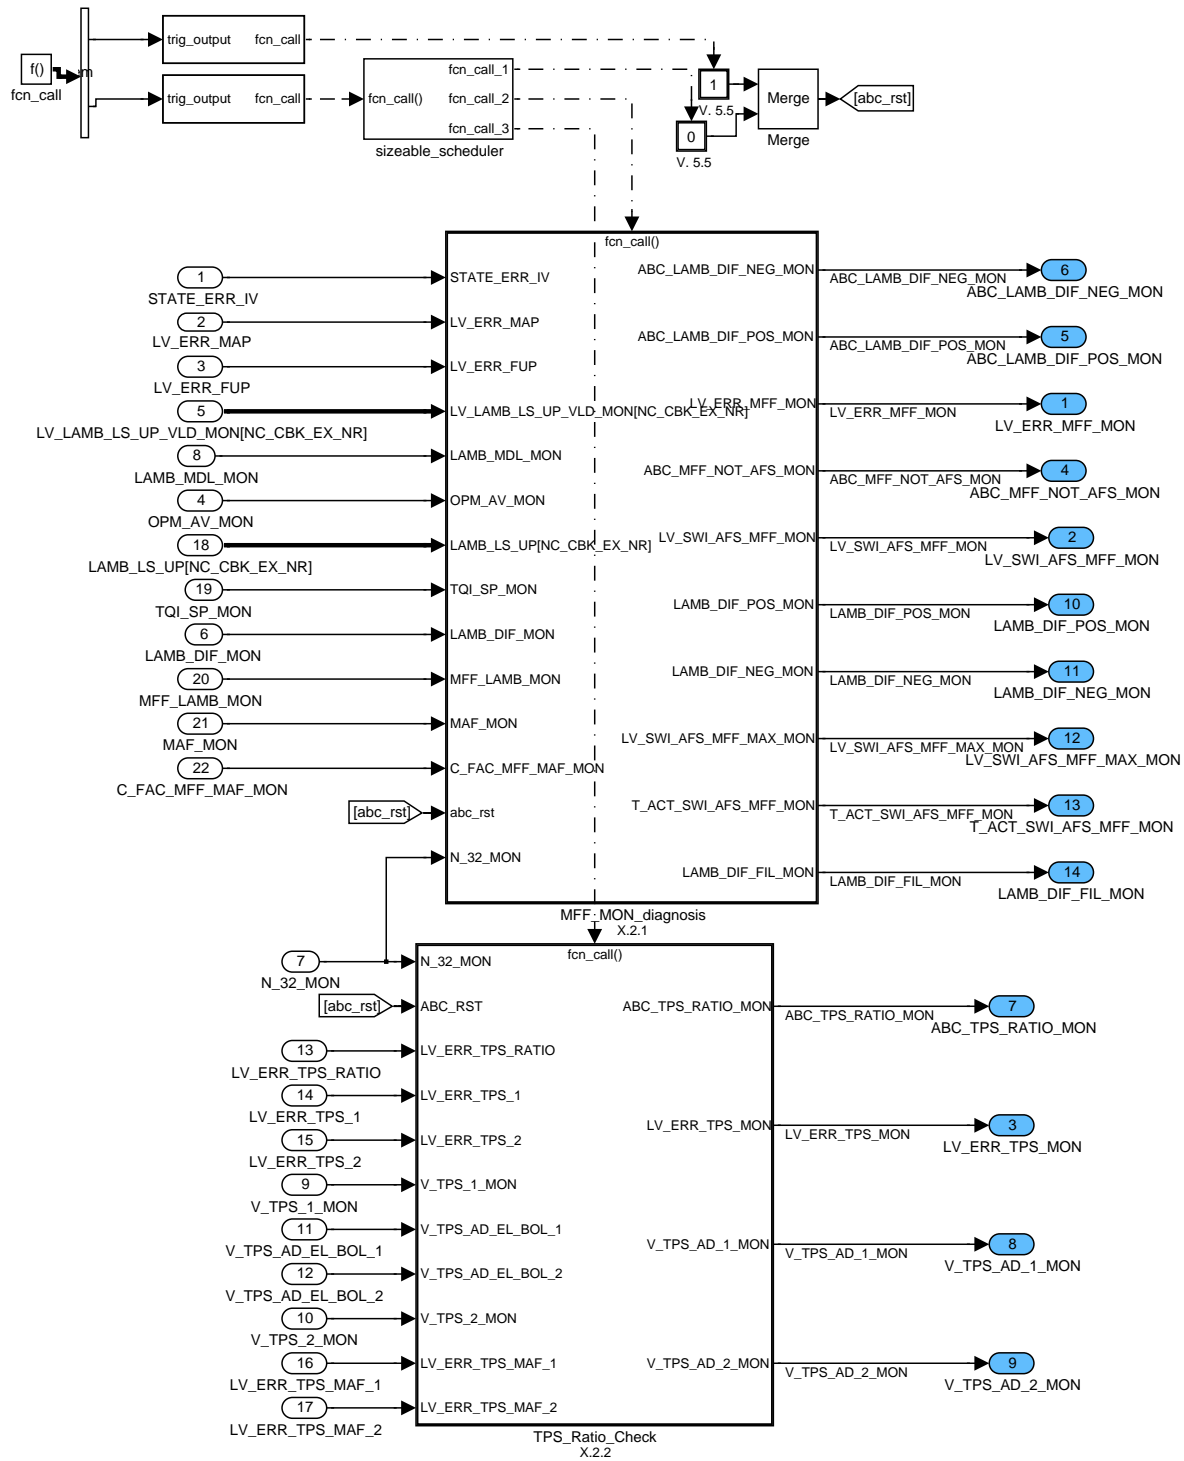 f()
fcn_call
m
trig_output fcn_call
trig_output fcn_call
fcn_call()
fcn_call_1
fcn_call_2
fcn_call_3
sizeable_scheduler
1
V. 5.5
0
V. 5.5
Merge
Merge
[abc_rst]
fcn_call()
1
STATE_ERR_IV
2
LV_ERR_MAP
3
LV_ERR_FUP
5
LV_LAMB_LS_UP_VLD_MON[NC_CBK_EX_NR]
8
LAMB_MDL_MON
4
OPM_AV_MON
18
LAMB_LS_UP[NC_CBK_EX_NR]
19
TQI_SP_MON
6
LAMB_DIF_MON
20
MFF_LAMB_MON
21
MAF_MON
22
C_FAC_MFF_MAF_MON
[abc_rst]
STATE_ERR_IV
LV_ERR_MAP
LV_ERR_FUP
LV_LAMB_LS_UP_VLD_MON[NC_CBK_EX_NR]
LAMB_MDL_MON
OPM_AV_MON
LAMB_LS_UP[NC_CBK_EX_NR]
TQI_SP_MON
LAMB_DIF_MON
MFF_LAMB_MON
MAF_MON
C_FAC_MFF_MAF_MON
abc_rst
N_32_MON
ABC_LAMB_DIF_NEG_MON
ABC_LAMB_DIF_POS_MON
LV_ERR_MFF_MON
ABC_MFF_NOT_AFS_MON
LV_SWI_AFS_MFF_MON
LAMB_DIF_POS_MON
LAMB_DIF_NEG_MON
LV_SWI_AFS_MFF_MAX_MON
T_ACT_SWI_AFS_MFF_MON
LAMB_DIF_FIL_MON
ABC_LAMB_DIF_NEG_MON
6
ABC_LAMB_DIF_NEG_MON
ABC_LAMB_DIF_POS_MON
5
ABC_LAMB_DIF_POS_MON
LV_ERR_MFF_MON
1
LV_ERR_MFF_MON
ABC_MFF_NOT_AFS_MON
4
ABC_MFF_NOT_AFS_MON
LV_SWI_AFS_MFF_MON
2
LV_SWI_AFS_MFF_MON
LAMB_DIF_POS_MON
10
LAMB_DIF_POS_MON
LAMB_DIF_NEG_MON
11
LAMB_DIF_NEG_MON
LV_SWI_AFS_MFF_MAX_MON
12
LV_SWI_AFS_MFF_MAX_MON
T_ACT_SWI_AFS_MFF_MON
13
T_ACT_SWI_AFS_MFF_MON
LAMB_DIF_FIL_MON
14
LAMB_DIF_FIL_MON
MFF_MON_diagnosis
X.2.1
fcn_call()
7
N_32_MON
[abc_rst]
13
LV_ERR_TPS_RATIO
14
LV_ERR_TPS_1
15
LV_ERR_TPS_2
9
V_TPS_1_MON
11
V_TPS_AD_EL_BOL_1
12
V_TPS_AD_EL_BOL_2
10
V_TPS_2_MON
16
LV_ERR_TPS_MAF_1
17
LV_ERR_TPS_MAF_2
N_32_MON
ABC_RST
LV_ERR_TPS_RATIO
LV_ERR_TPS_1
LV_ERR_TPS_2
V_TPS_1_MON
V_TPS_AD_EL_BOL_1
V_TPS_AD_EL_BOL_2
V_TPS_2_MON
LV_ERR_TPS_MAF_1
LV_ERR_TPS_MAF_2
ABC_TPS_RATIO_MON
LV_ERR_TPS_MON
V_TPS_AD_1_MON
V_TPS_AD_2_MON
ABC_TPS_RATIO_MON
7
ABC_TPS_RATIO_MON
LV_ERR_TPS_MON
3
LV_ERR_TPS_MON
V_TPS_AD_1_MON
8
V_TPS_AD_1_MON
V_TPS_AD_2_MON
9
V_TPS_AD_2_MON
TPS_Ratio_Check
X.2.2